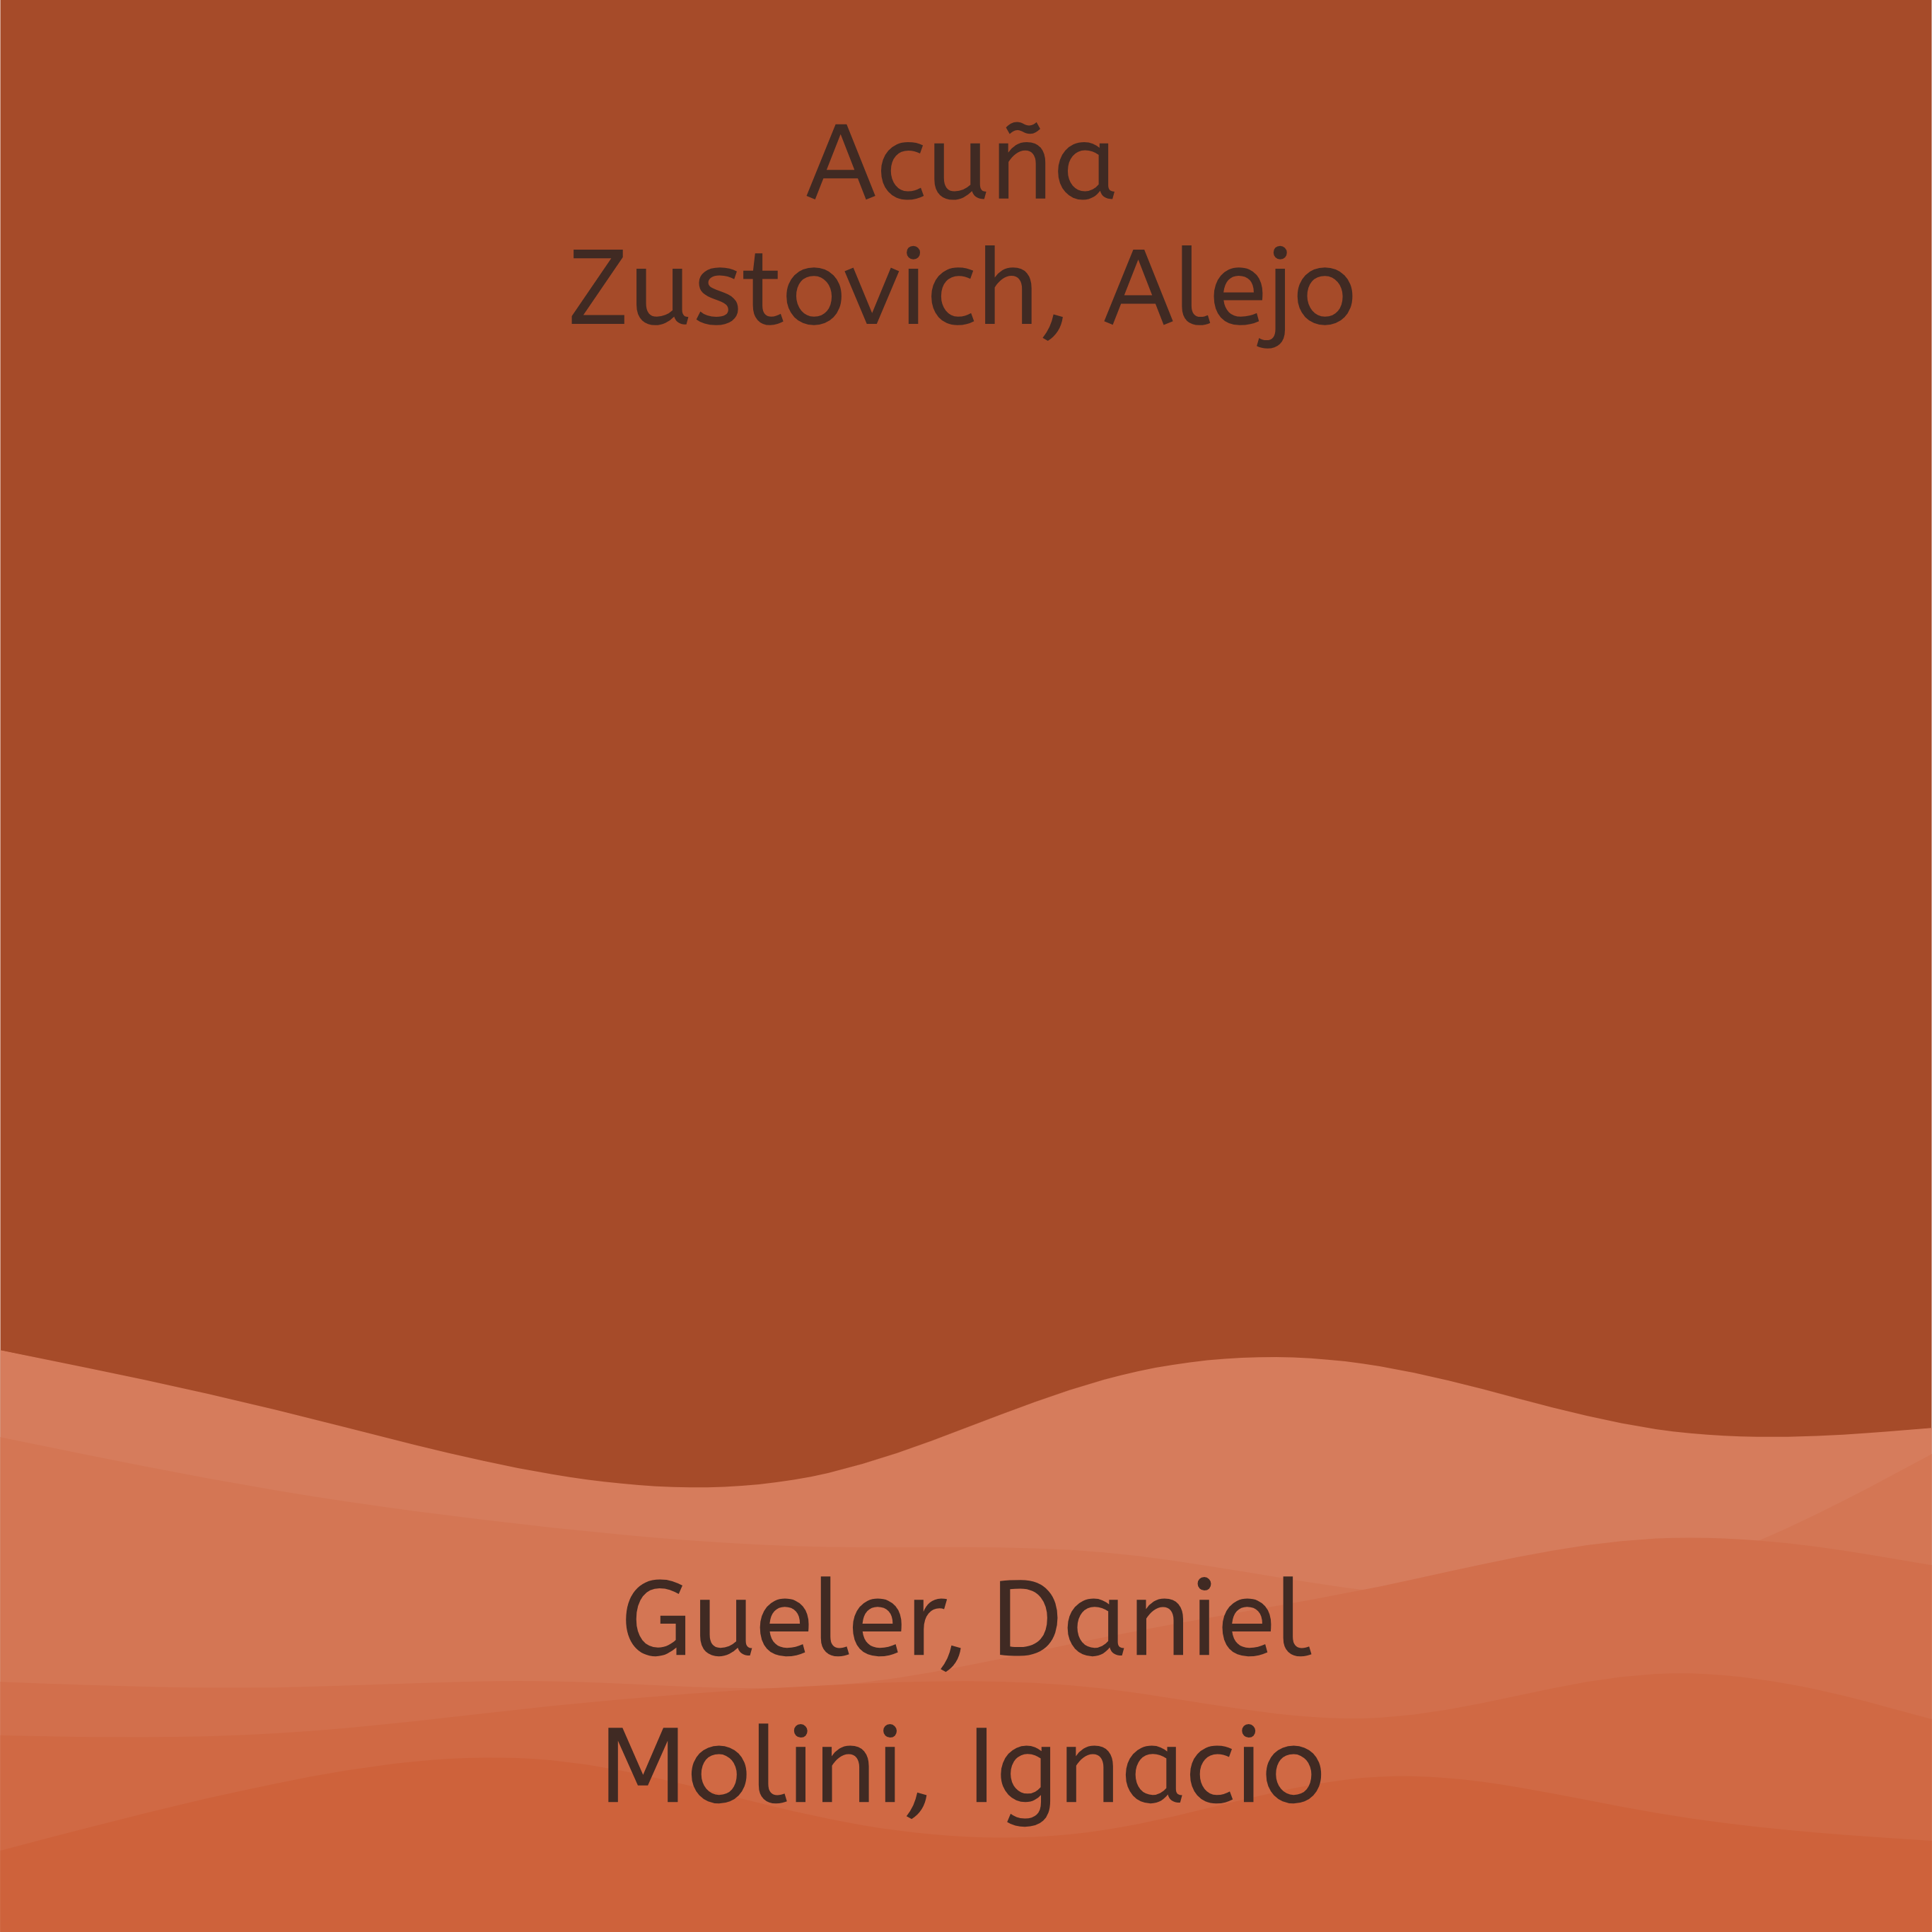 Acuña
Zustovich, Alejo
Gueler, Daniel
Molini, Ignacio